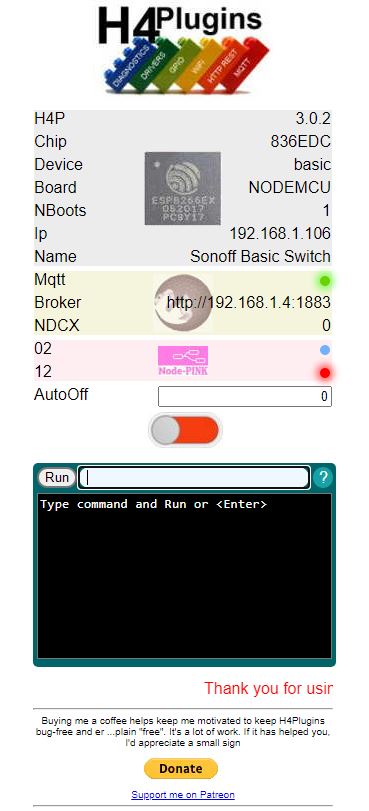 H4Plugins
DIAGNOSTICS
DRIVERS
GPIO
WiFi
HTTP REST
MQTT
H4P 3.0.2
Chip 836EDC
Device basic
Board NODEMCU
ESP8266EX
052017
PC9Y17
NBoots 1
Ip 192.168.1.106
Name Sonoff Basic Switch
Mqtt
Broker http://192.168.1.4:1883
NDCX 0
02
12
Node-PINK
AutoOff 0
Run ?
Type command and Run or <Enter>
Thank you for usin
Buying me a coffee helps keep me motivated to keep H4Plugins
bug-free and er ...plain "free". It's a lot of work. If it has helped you,
I'd appreciate a small sign
Donate
Support me on Patreon